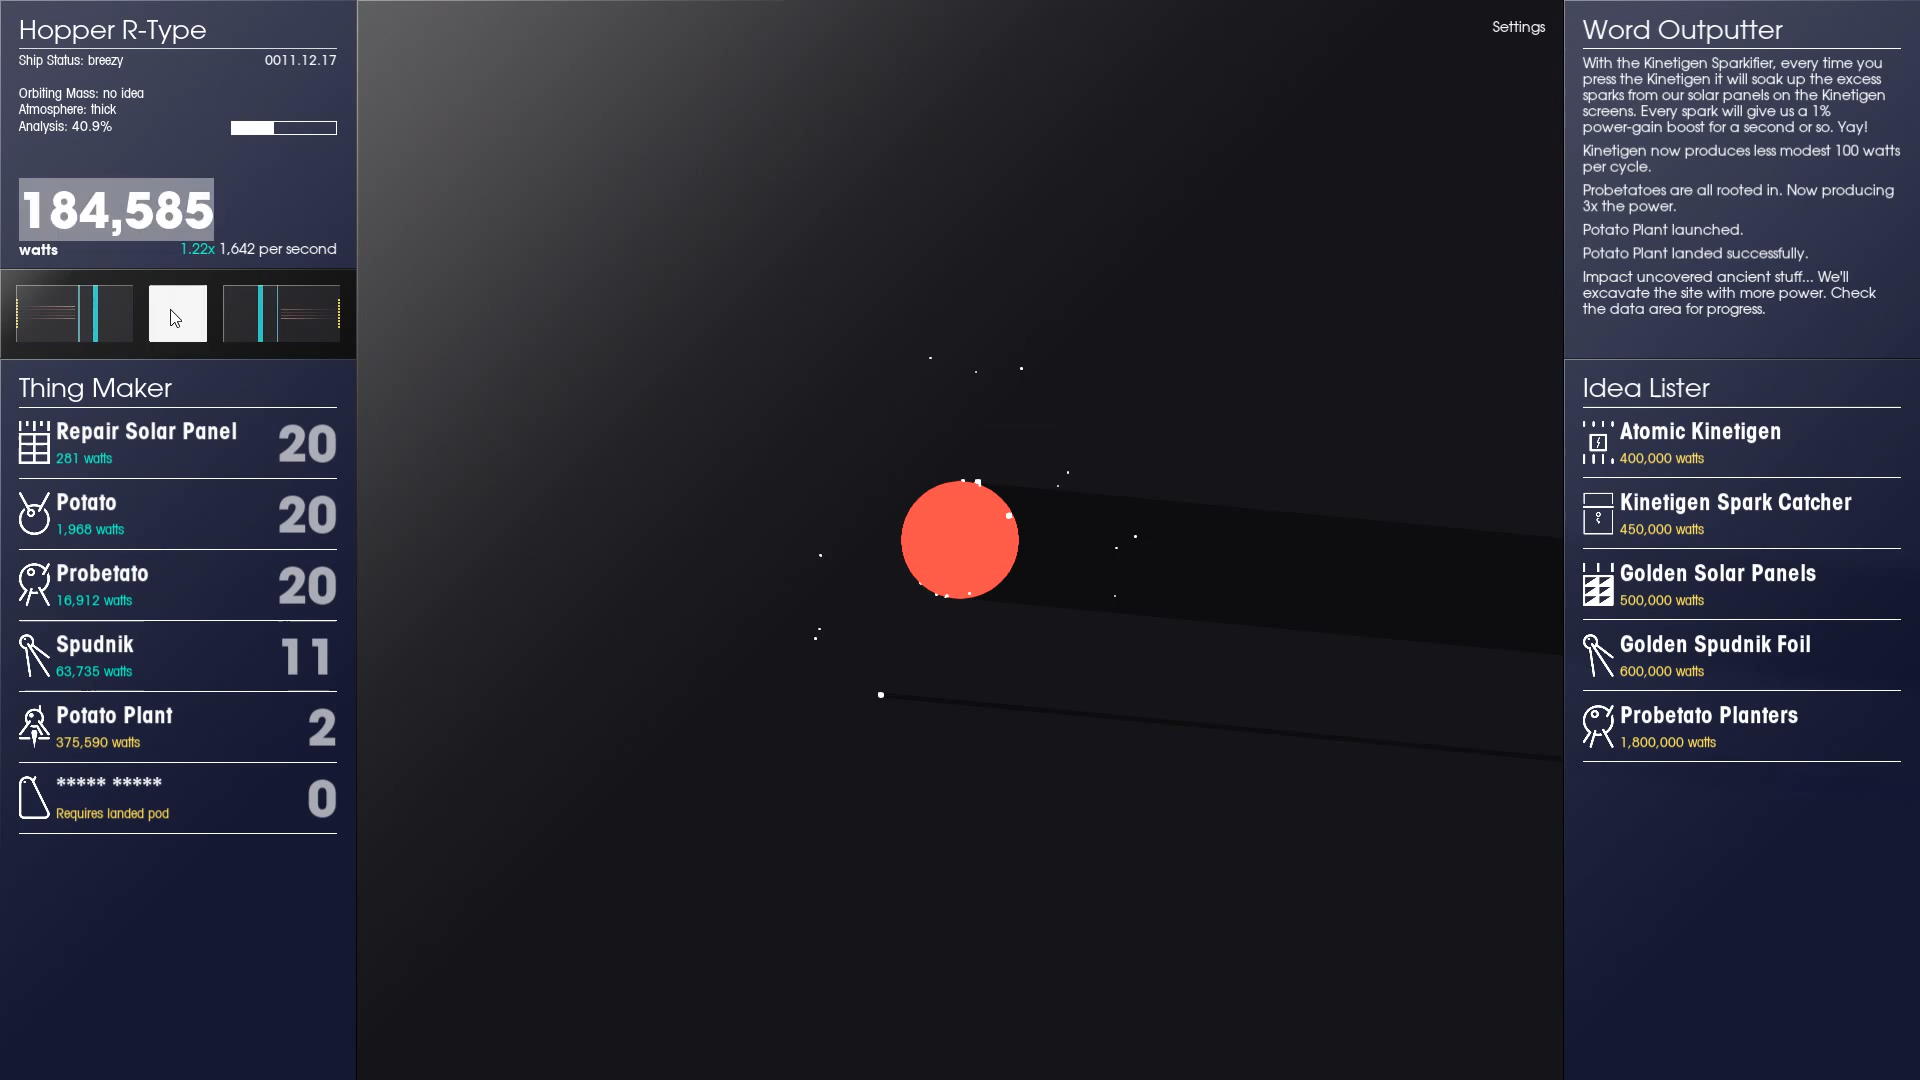 Hopper R-Type
Ship Status: breezy 0011.12.17
Orbiting Mass: no idea
Atmosphere: thick
Analysis: 40.9%
184,585
watts 1.22x 1,642 per second
Thing Maker
Repair Solar Panel 20
281 watts
Potato 20
1,968 watts
Probetato 20
16,912 watts
Spudnik 11
63,735 watts
Potato Plant 2
375,590 watts
***** ***** 0
Requires landed pod
Settings
Word Outputter
With the Kinetigen Sparkifier, every time you
press the Kinetigen it will soak up the excess
sparks from our solar panels on the Kinetigen
screens. Every spark will give us a 1%
power-gain boost for a second or so. Yay!
Kinetigen now produces less modest 100 watts
per cycle.
Probetatoes are all rooted in. Now producing
3x the power.
Potato Plant launched.
Potato Plant landed successfully.
Impact uncovered ancient stuff... We'll
excavate the site with more power. Check
the data area for progress.
Idea Lister
Atomic Kinetigen
400,000 watts
Kinetigen Spark Catcher
450,000 watts
Golden Solar Panels
500,000 watts
Golden Spudnik Foil
600,000 watts
Probetato Planters
1,800,000 watts